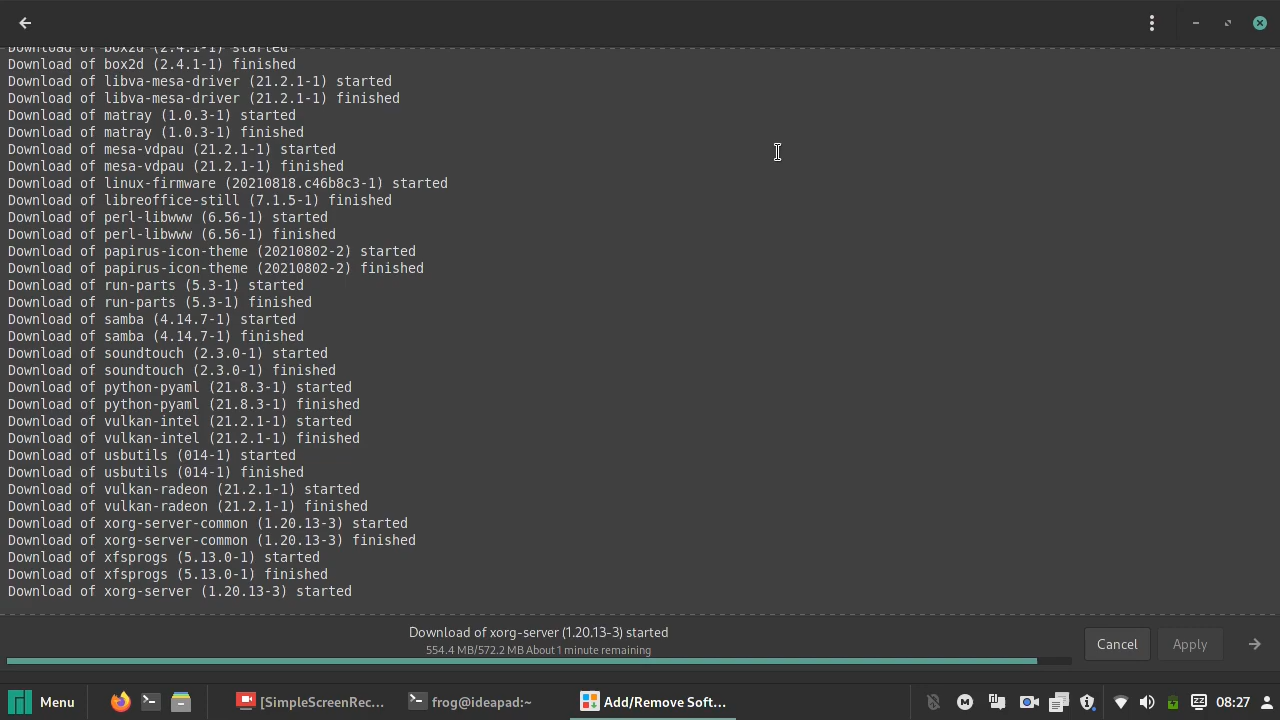 Download of box2d (2.4.1-1) started
Download of box2d (2.4.1-1) finished
Download of libva-mesa-driver (21.2.1-1) started
Download of libva-mesa-driver (21.2.1-1) finished
Download of matray (1.0.3-1) started
Download of matray (1.0.3-1) finished
Download of mesa-vdpau (21.2.1-1) started
Download of mesa-vdpau (21.2.1-1) finished
Download of linux-firmware (20210818.c46b8c3-1) started
Download of libreoffice-still (7.1.5-1) finished
Download of perl-libwww (6.56-1) started
Download of perl-libwww (6.56-1) finished
Download of papirus-icon-theme (20210802-2) started
Download of papirus-icon-theme (20210802-2) finished
Download of run-parts (5.3-1) started
Download of run-parts (5.3-1) finished
Download of samba (4.14.7-1) started
Download of samba (4.14.7-1) finished
Download of soundtouch (2.3.0-1) started
Download of soundtouch (2.3.0-1) finished
Download of python-pyaml (21.8.3-1) started
Download of python-pyaml (21.8.3-1) finished
Download of vulkan-intel (21.2.1-1) started
Download of vulkan-intel (21.2.1-1) finished
Download of usbutils (014-1) started
Download of usbutils (014-1) finished
Download of vulkan-radeon (21.2.1-1) started
Download of vulkan-radeon (21.2.1-1) finished
Download of xorg-server-common (1.20.13-3) started
Download of xorg-server-common (1.20.13-3) finished
Download of xfsprogs (5.13.0-1) started
Download of xfsprogs (5.13.0-1) finished
Download of xorg-server (1.20.13-3) started
Download of xorg-server (1.20.13-3) started
554.4 MB/572.2 MB About 1 minute remaining
Cancel
Apply
Menu
[SimpleScreenRec...
frog@ideapad:~
Add/Remove Soft...
08:27